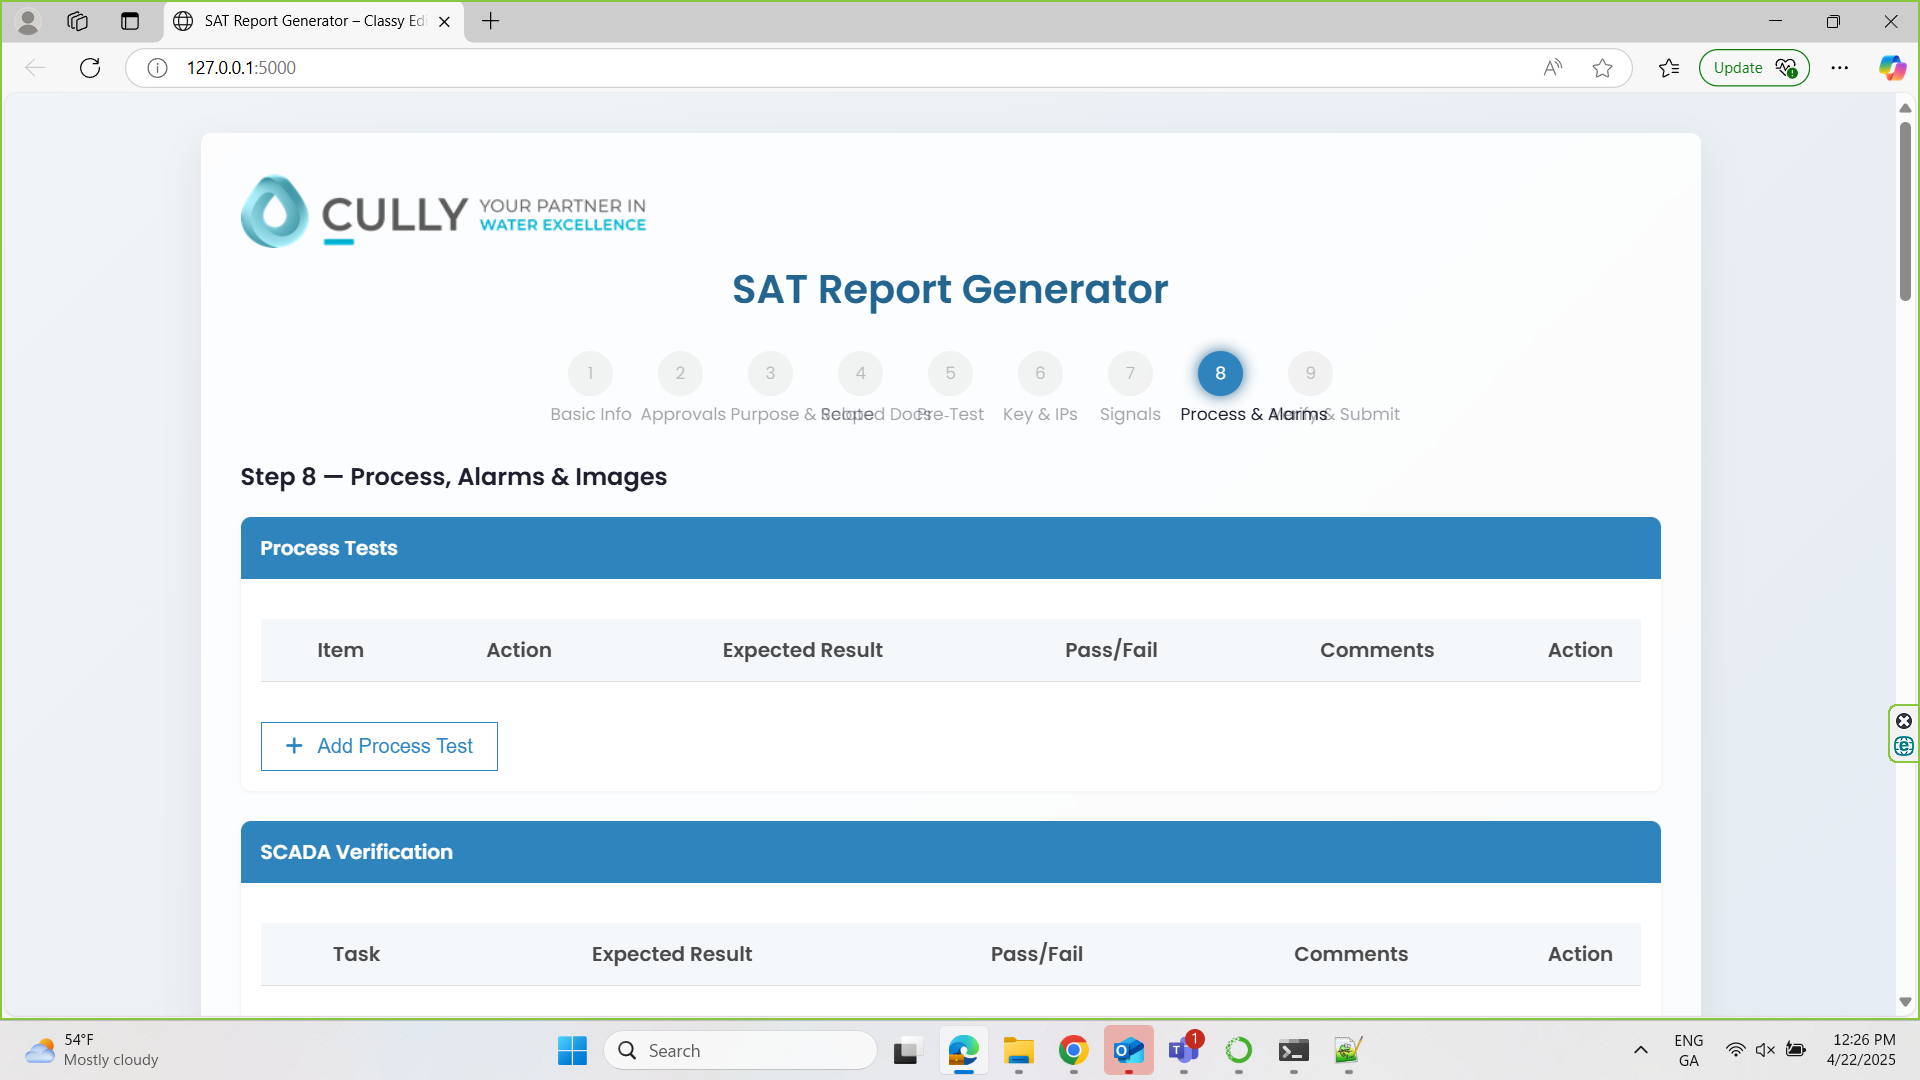 SAT Report Generator – Classy Edi
127.0.0.1:5000
Update
CULLY YOUR PARTNER IN
WATER EXCELLENCE
SAT Report Generator
1 2 3 4 5 6 7 8 9
Basic Info Approvals Purpose & Scope Related Docs Pre-Test Key & IPs Signals Process & Alarms Verify & Submit
Step 8 — Process, Alarms & Images
Process Tests
Item Action Expected Result Pass/Fail Comments Action
+ Add Process Test
SCADA Verification
Task Expected Result Pass/Fail Comments Action
54°F
Mostly cloudy
Search
1
ENG
GA
12:26 PM
4/22/2025